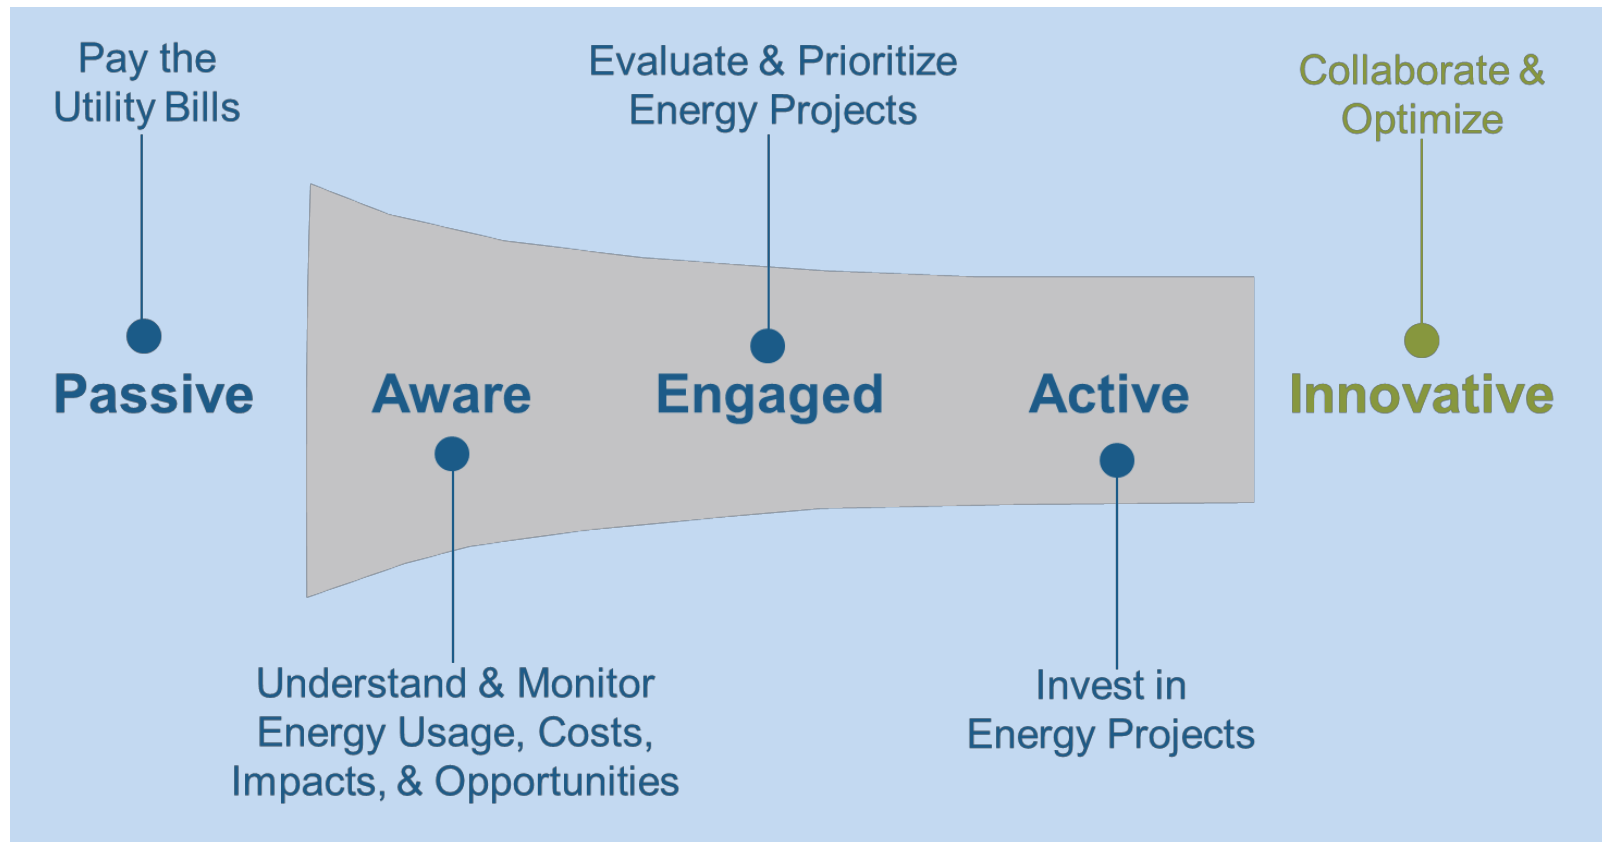 Pay the
Utility Bills
Evaluate & Prioritize
Energy Projects
Collaborate &
Optimize
Passive
Aware
Engaged
Active
Innovative
Understand & Monitor
Energy Usage, Costs,
Impacts, & Opportunities
Invest in
Energy Projects